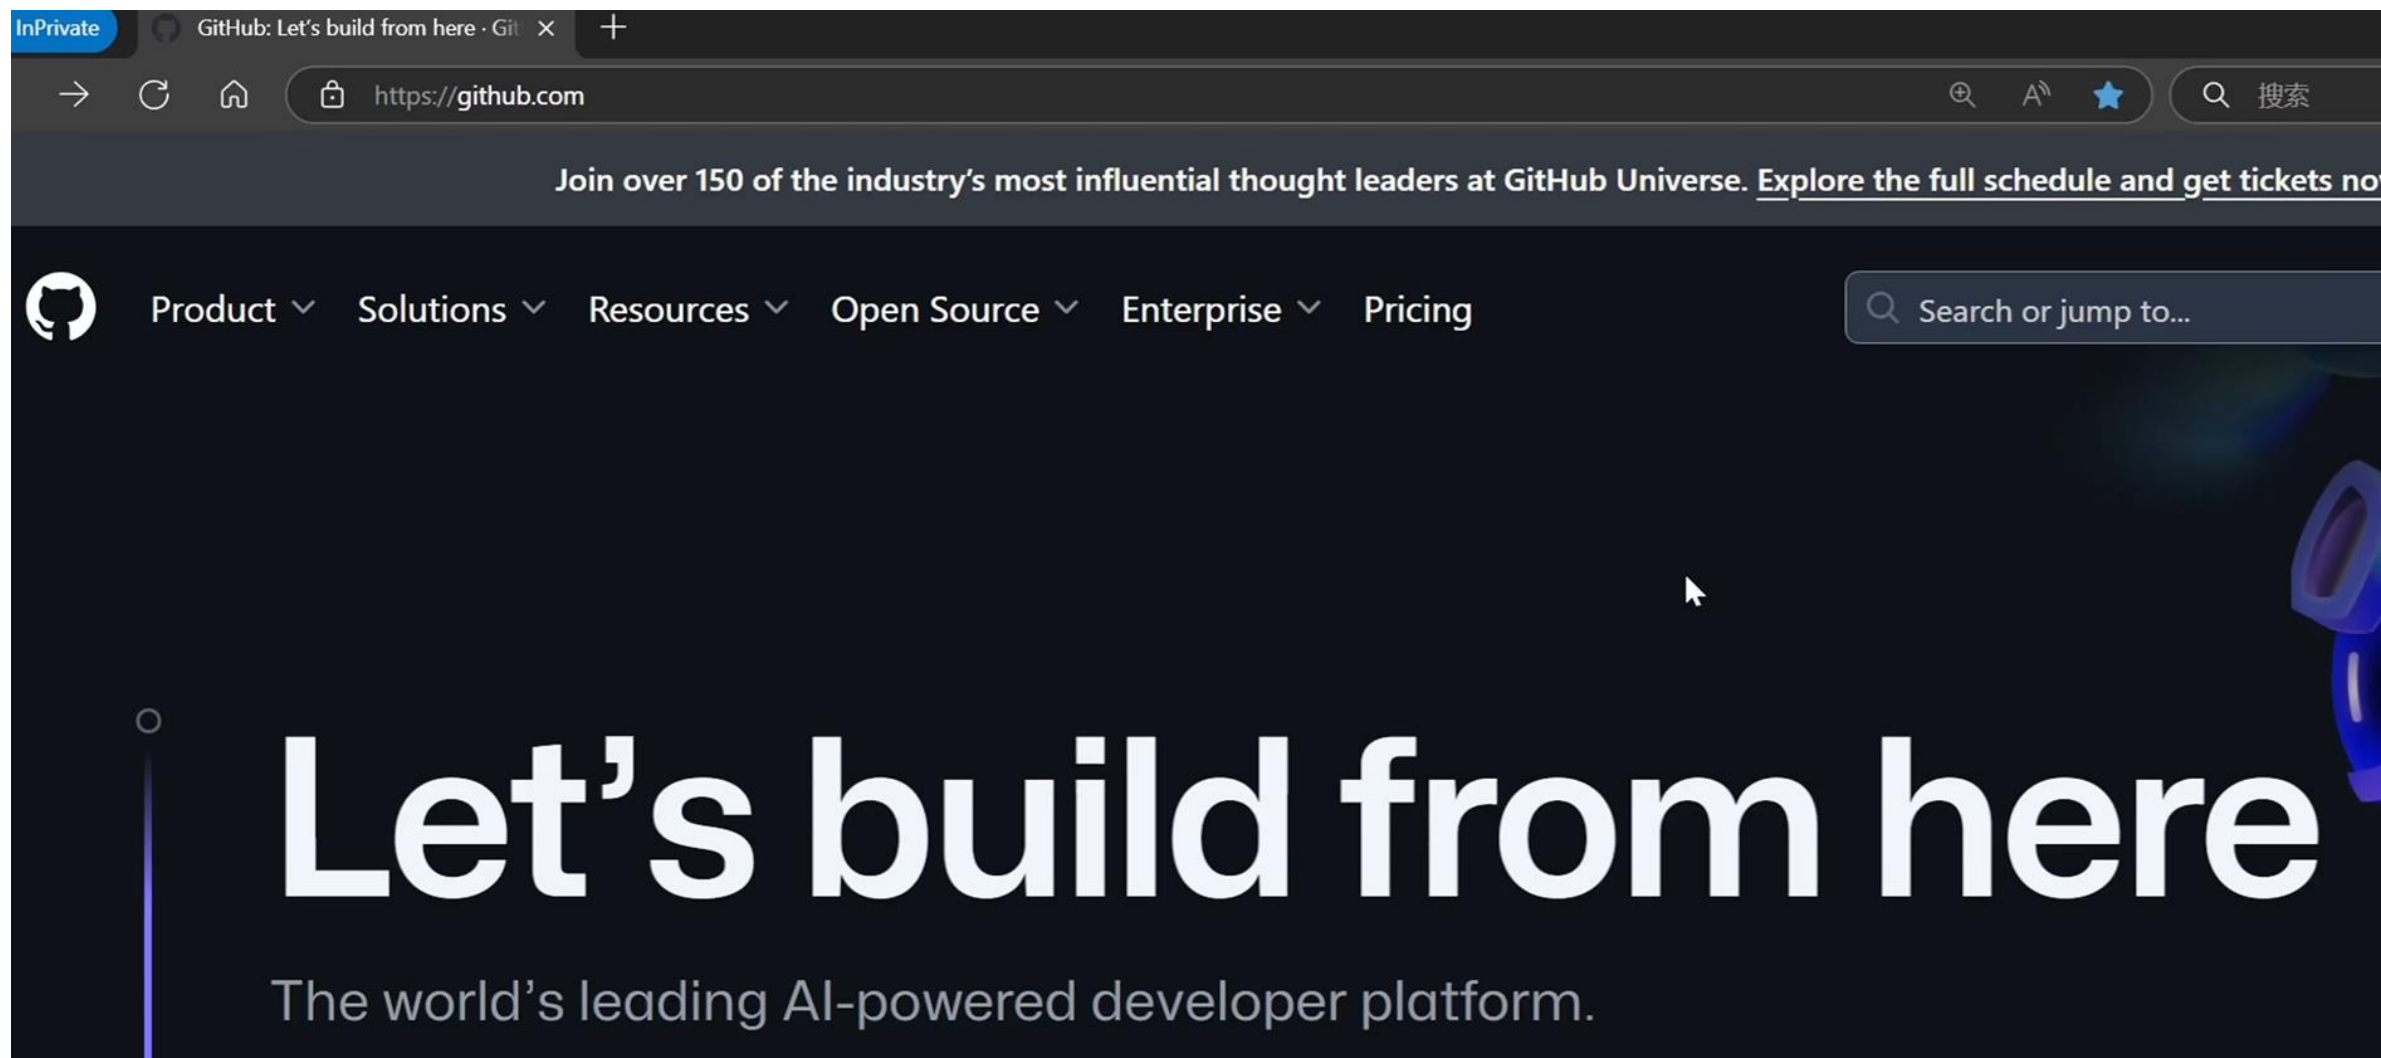 InPrivate
GitHub: Let's build from here · Git
https://github.com
搜索
Join over 150 of the industry's most influential thought leaders at GitHub Universe. Explore the full schedule and get tickets no
Product Solutions Resources Open Source Enterprise Pricing
Search or jump to...
Let's build from here
The world's leading AI-powered developer platform.